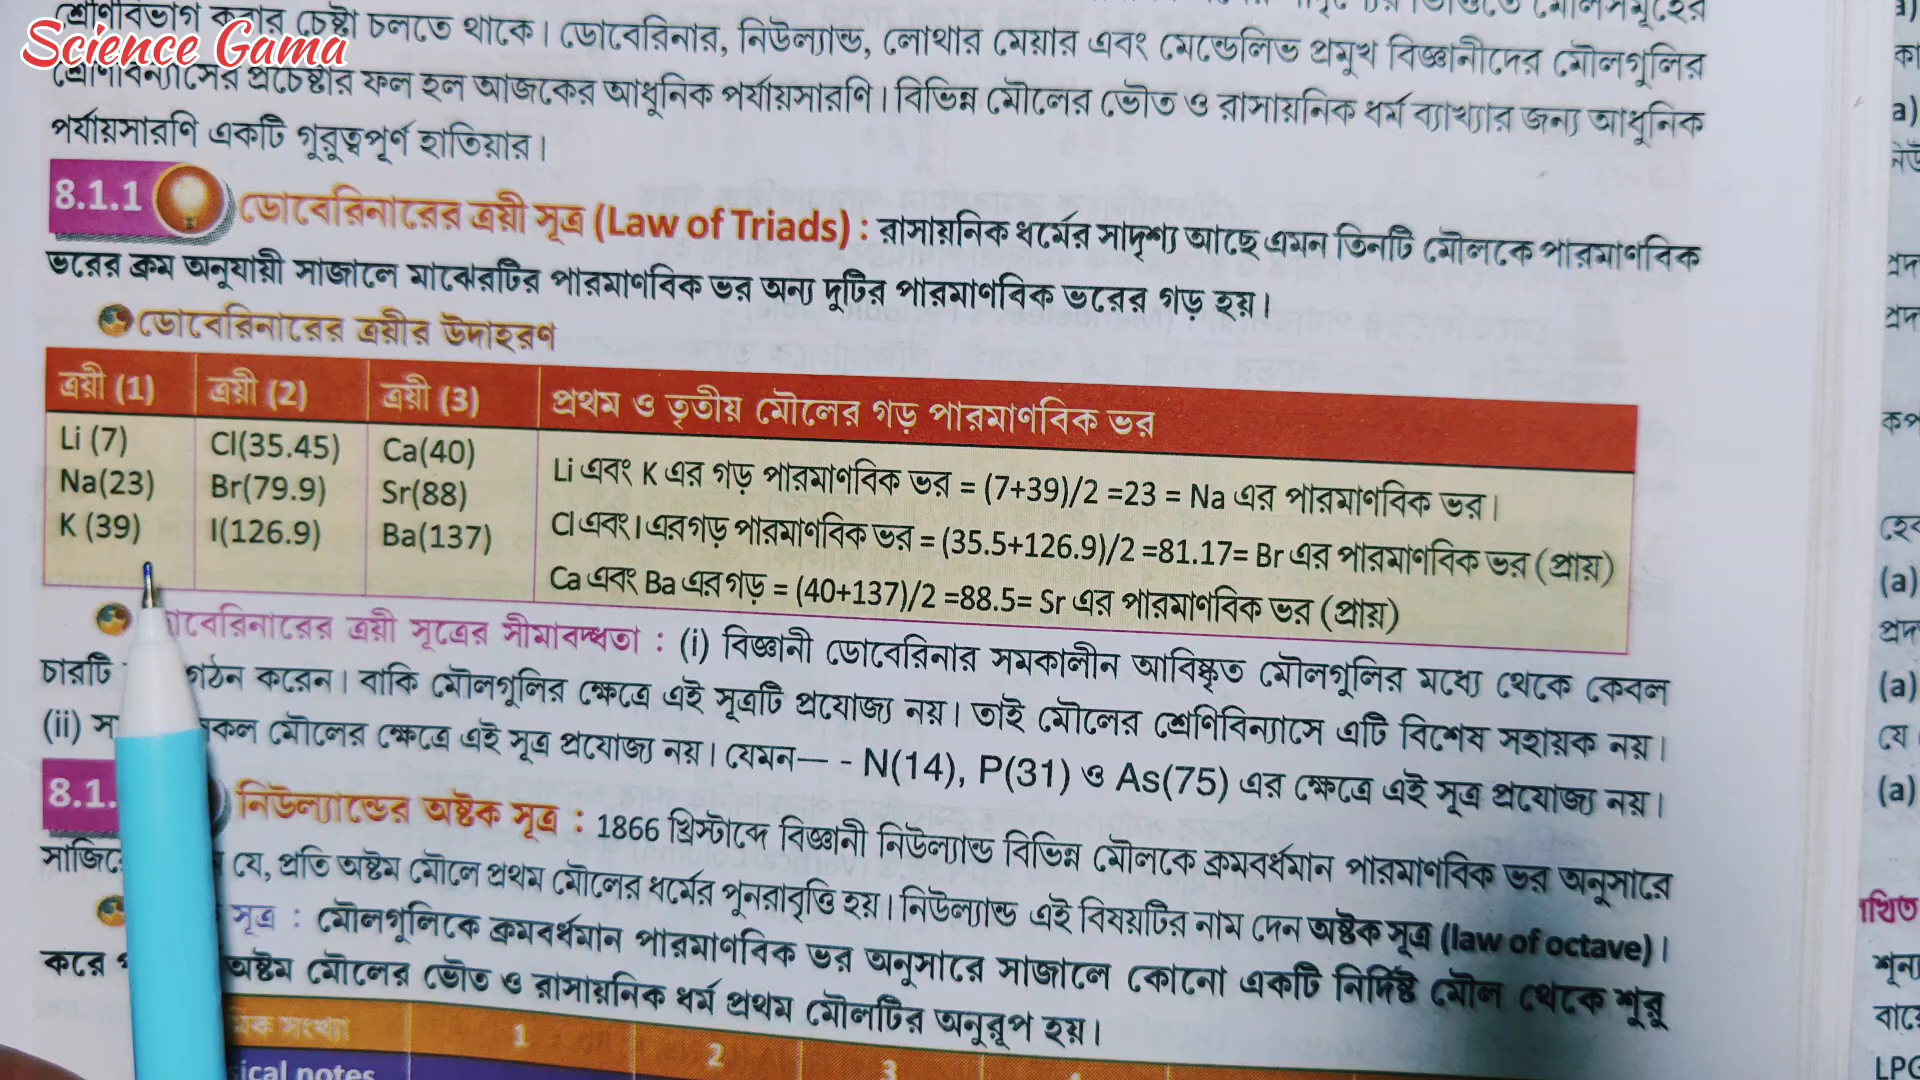 Science Gama
শ্রেণিবিভাগ করার চেষ্টা চলতে থাকে। ডোবেরিনার, নিউল্যান্ড, লোথার মেয়ার এবং মেন্ডেলিভ প্রমুখ বিজ্ঞানীদের মৌলগুলির
শ্রেণিবিন্যাসের প্রচেষ্টার ফল হল আজকের আধুনিক পর্যায়সারণি। বিভিন্ন মৌলের ভৌত ও রাসায়নিক ধর্ম ব্যাখ্যার জন্য আধুনিক
পর্যায়সারণি একটি গুরুত্বপূর্ণ হাতিয়ার।
8.1.1 ডোবেরিনারের ত্রয়ী সূত্র (Law of Triads) : রাসায়নিক ধর্মের সাদৃশ্য আছে এমন তিনটি মৌলকে পারমাণবিক
ভরের ক্রম অনুযায়ী সাজালে মাঝেরটির পারমাণবিক ভর অন্য দুটির পারমাণবিক ভরের গড় হয়।
ডোবেরিনারের ত্রয়ীর উদাহরণ
ত্রয়ী (1) ত্রয়ী (2) ত্রয়ী (3) প্রথম ও তৃতীয় মৌলের গড় পারমাণবিক ভর
Li (7) Cl(35.45) Ca(40) Li এবং K এর গড় পারমাণবিক ভর = (7+39)/2 =23 = Na এর পারমাণবিক ভর।
Na(23) Br(79.9) Sr(88) Cl এবং I এরগড় পারমাণবিক ভর = (35.5+126.9)/2 =81.17= Br এর পারমাণবিক ভর (প্রায়)
K (39) I(126.9) Ba(137) Ca এবং Ba এর গড় = (40+137)/2 =88.5= Sr এর পারমাণবিক ভর (প্রায়)
ডোবেরিনারের ত্রয়ী সূত্রের সীমাবদ্ধতা : (i) বিজ্ঞানী ডোবেরিনার সমকালীন আবিষ্কৃত মৌলগুলির মধ্যে থেকে কেবল
চারটি গঠন করেন। বাকি মৌলগুলির ক্ষেত্রে এই সূত্রটি প্রযোজ্য নয়। তাই মৌলের শ্রেণিবিন্যাসে এটি বিশেষ সহায়ক নয়।
(ii) সকল মৌলের ক্ষেত্রে এই সূত্র প্রযোজ্য নয়। যেমন— - N(14), P(31) ও As(75) এর ক্ষেত্রে এই সূত্র প্রযোজ্য নয়।
8.1. নিউল্যান্ডের অষ্টক সূত্র : 1866 খ্রিস্টাব্দে বিজ্ঞানী নিউল্যান্ড বিভিন্ন মৌলকে ক্রমবর্ধমান পারমাণবিক ভর অনুসারে
যে, প্রতি অষ্টম মৌলে প্রথম মৌলের ধর্মের পুনরাবৃত্তি হয়। নিউল্যান্ড এই বিষয়টির নাম দেন অষ্টক সূত্র (law of octave)।
সূত্র : মৌলগুলিকে ক্রমবর্ধমান পারমাণবিক ভর অনুসারে সাজালে কোনো একটি নির্দিষ্ট মৌল থেকে শুরু
করে অষ্টম মৌলের ভৌত ও রাসায়নিক ধর্ম প্রথম মৌলটির অনুরূপ হয়।
সংখ্যা 1 2 3
notes